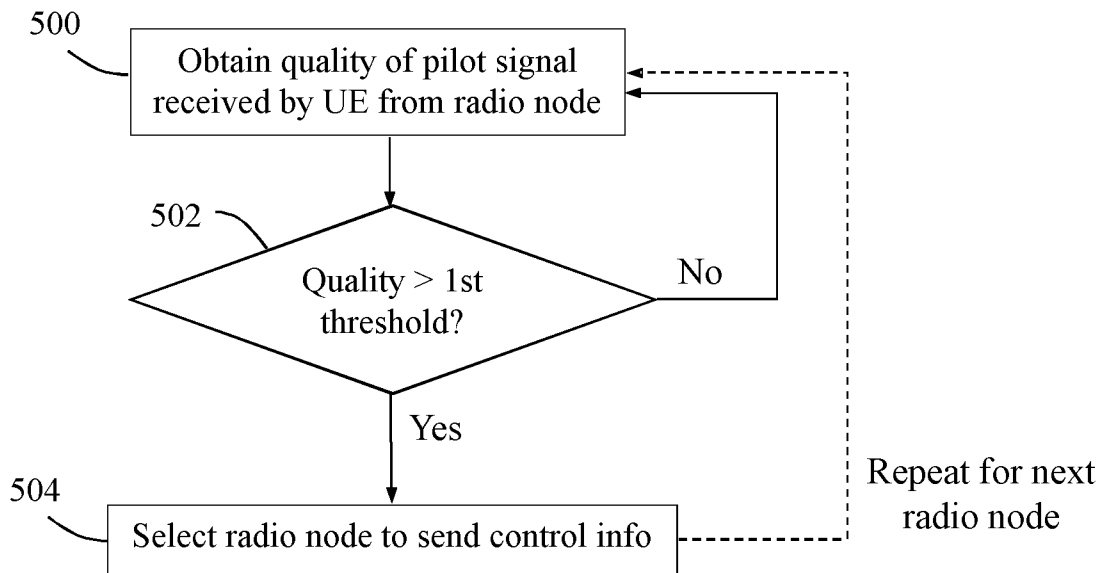 500
Obtain quality of pilot signal
received by UE from radio node
502
Quality > 1st
threshold?
No
Yes
504
Select radio node to send control info
Repeat for next
radio node